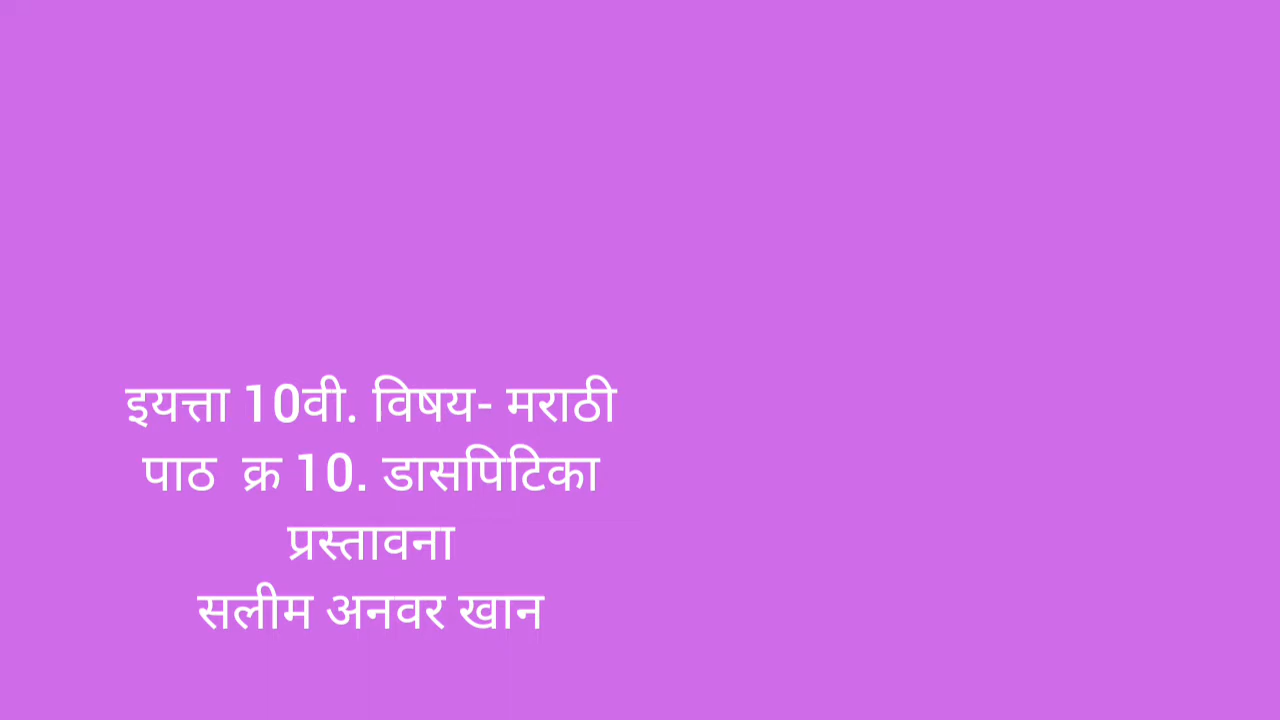 इयत्ता 10वी. विषय- मराठी
पाठ क्र 10. डासपिटिका
प्रस्तावना
सलीम अनवर खान